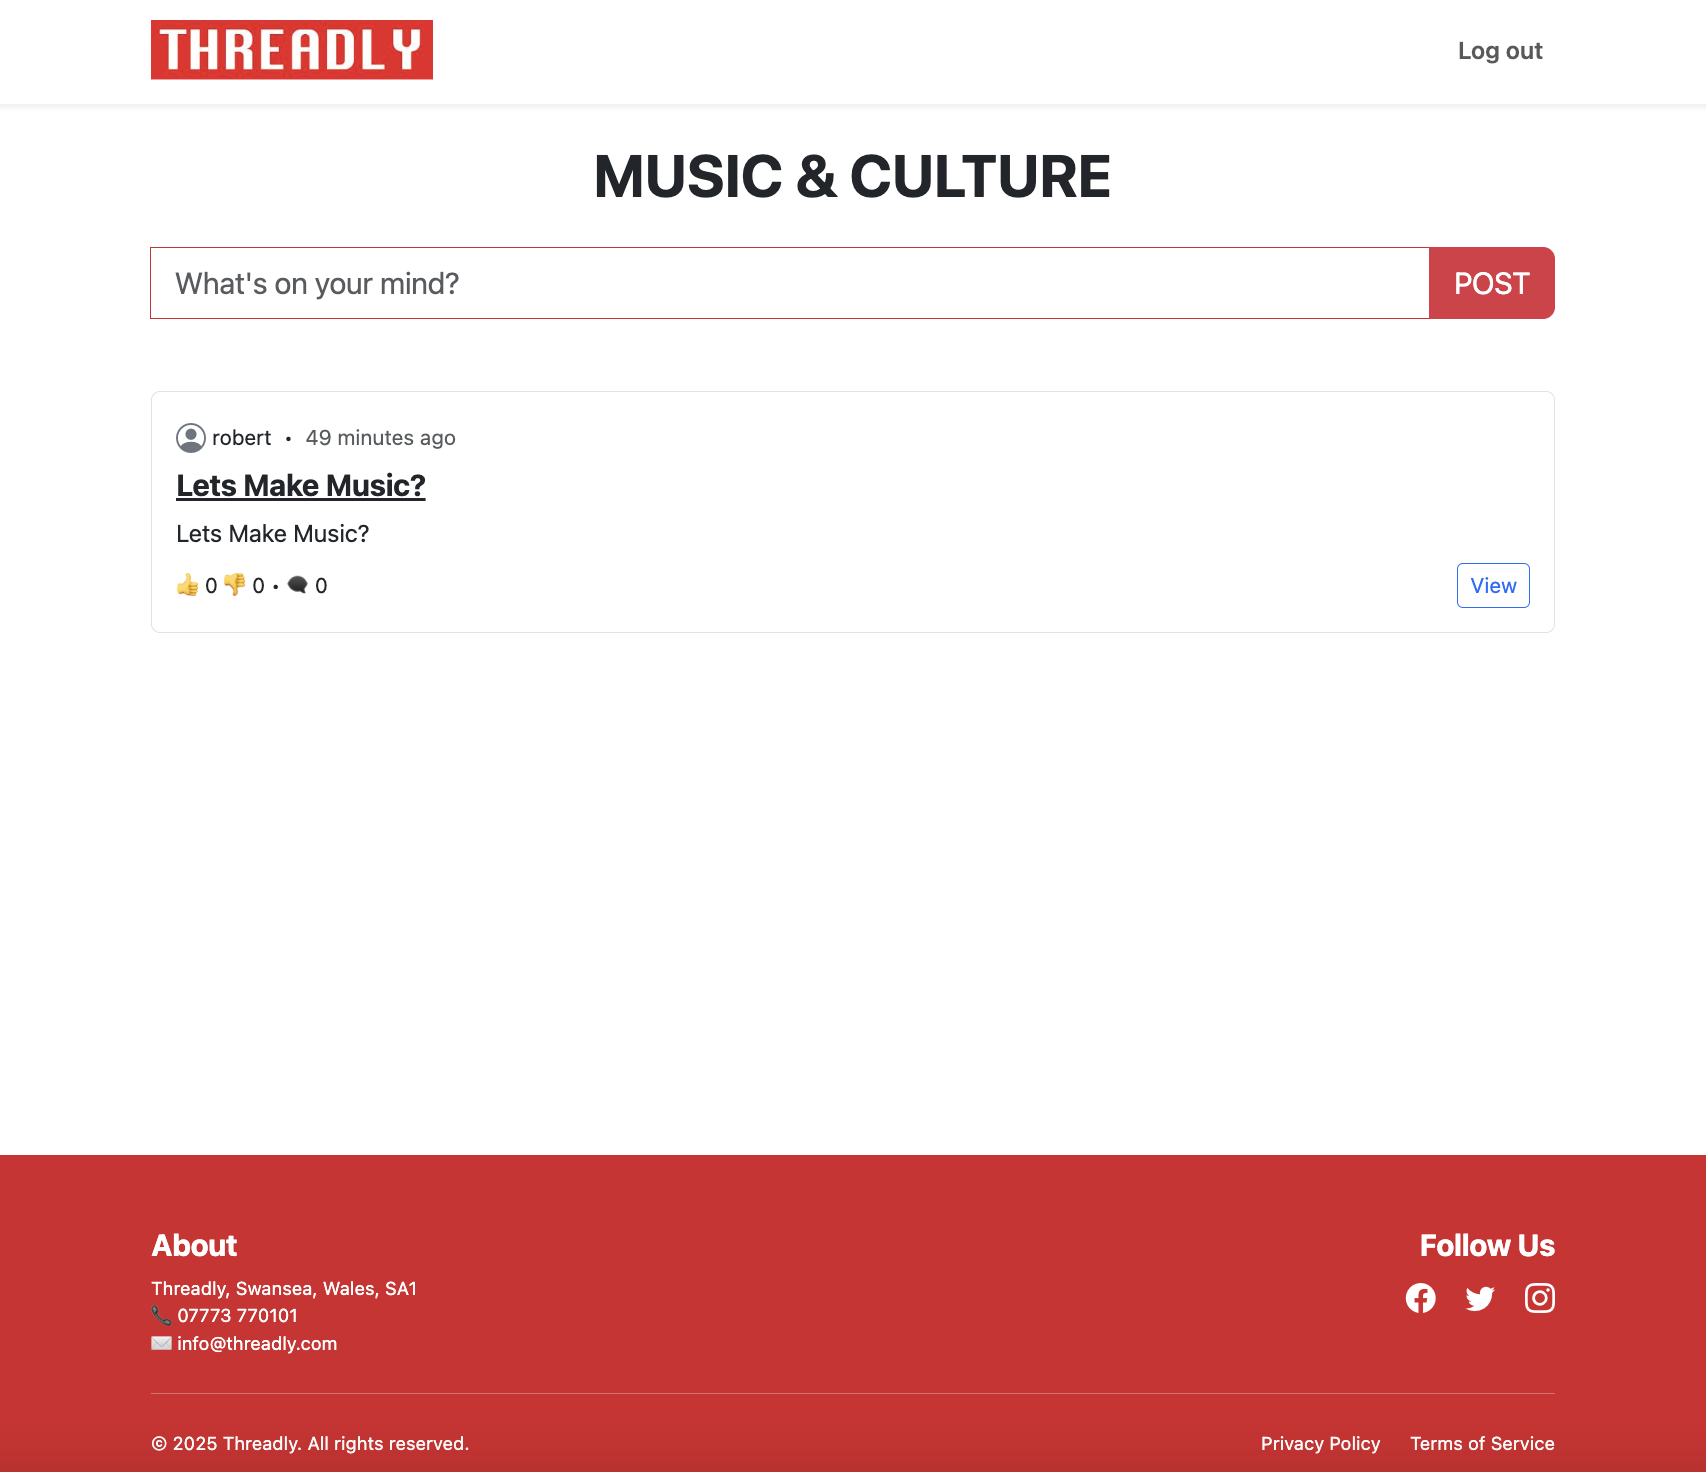 THREADLY
Log out
MUSIC & CULTURE
What's on your mind?
POST
robert • 49 minutes ago
Lets Make Music?
Lets Make Music?
👍 0 👎 0 • 🗨 0
View
About
Follow Us
Threadly, Swansea, Wales, SA1
📞 07773 770101
✉️ info@threadly.com
© 2025 Threadly. All rights reserved.
Privacy Policy
Terms of Service